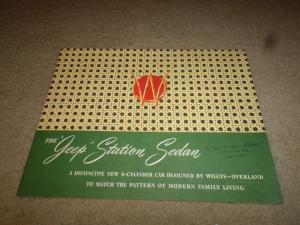 W
THE 'Jeep' Station Sedan
A DISTINCTIVE NEW 6-CYLINDER CAR DESIGNED BY WILLYS-OVERLAND
TO MATCH THE PATTERN OF MODERN FAMILY LIVING